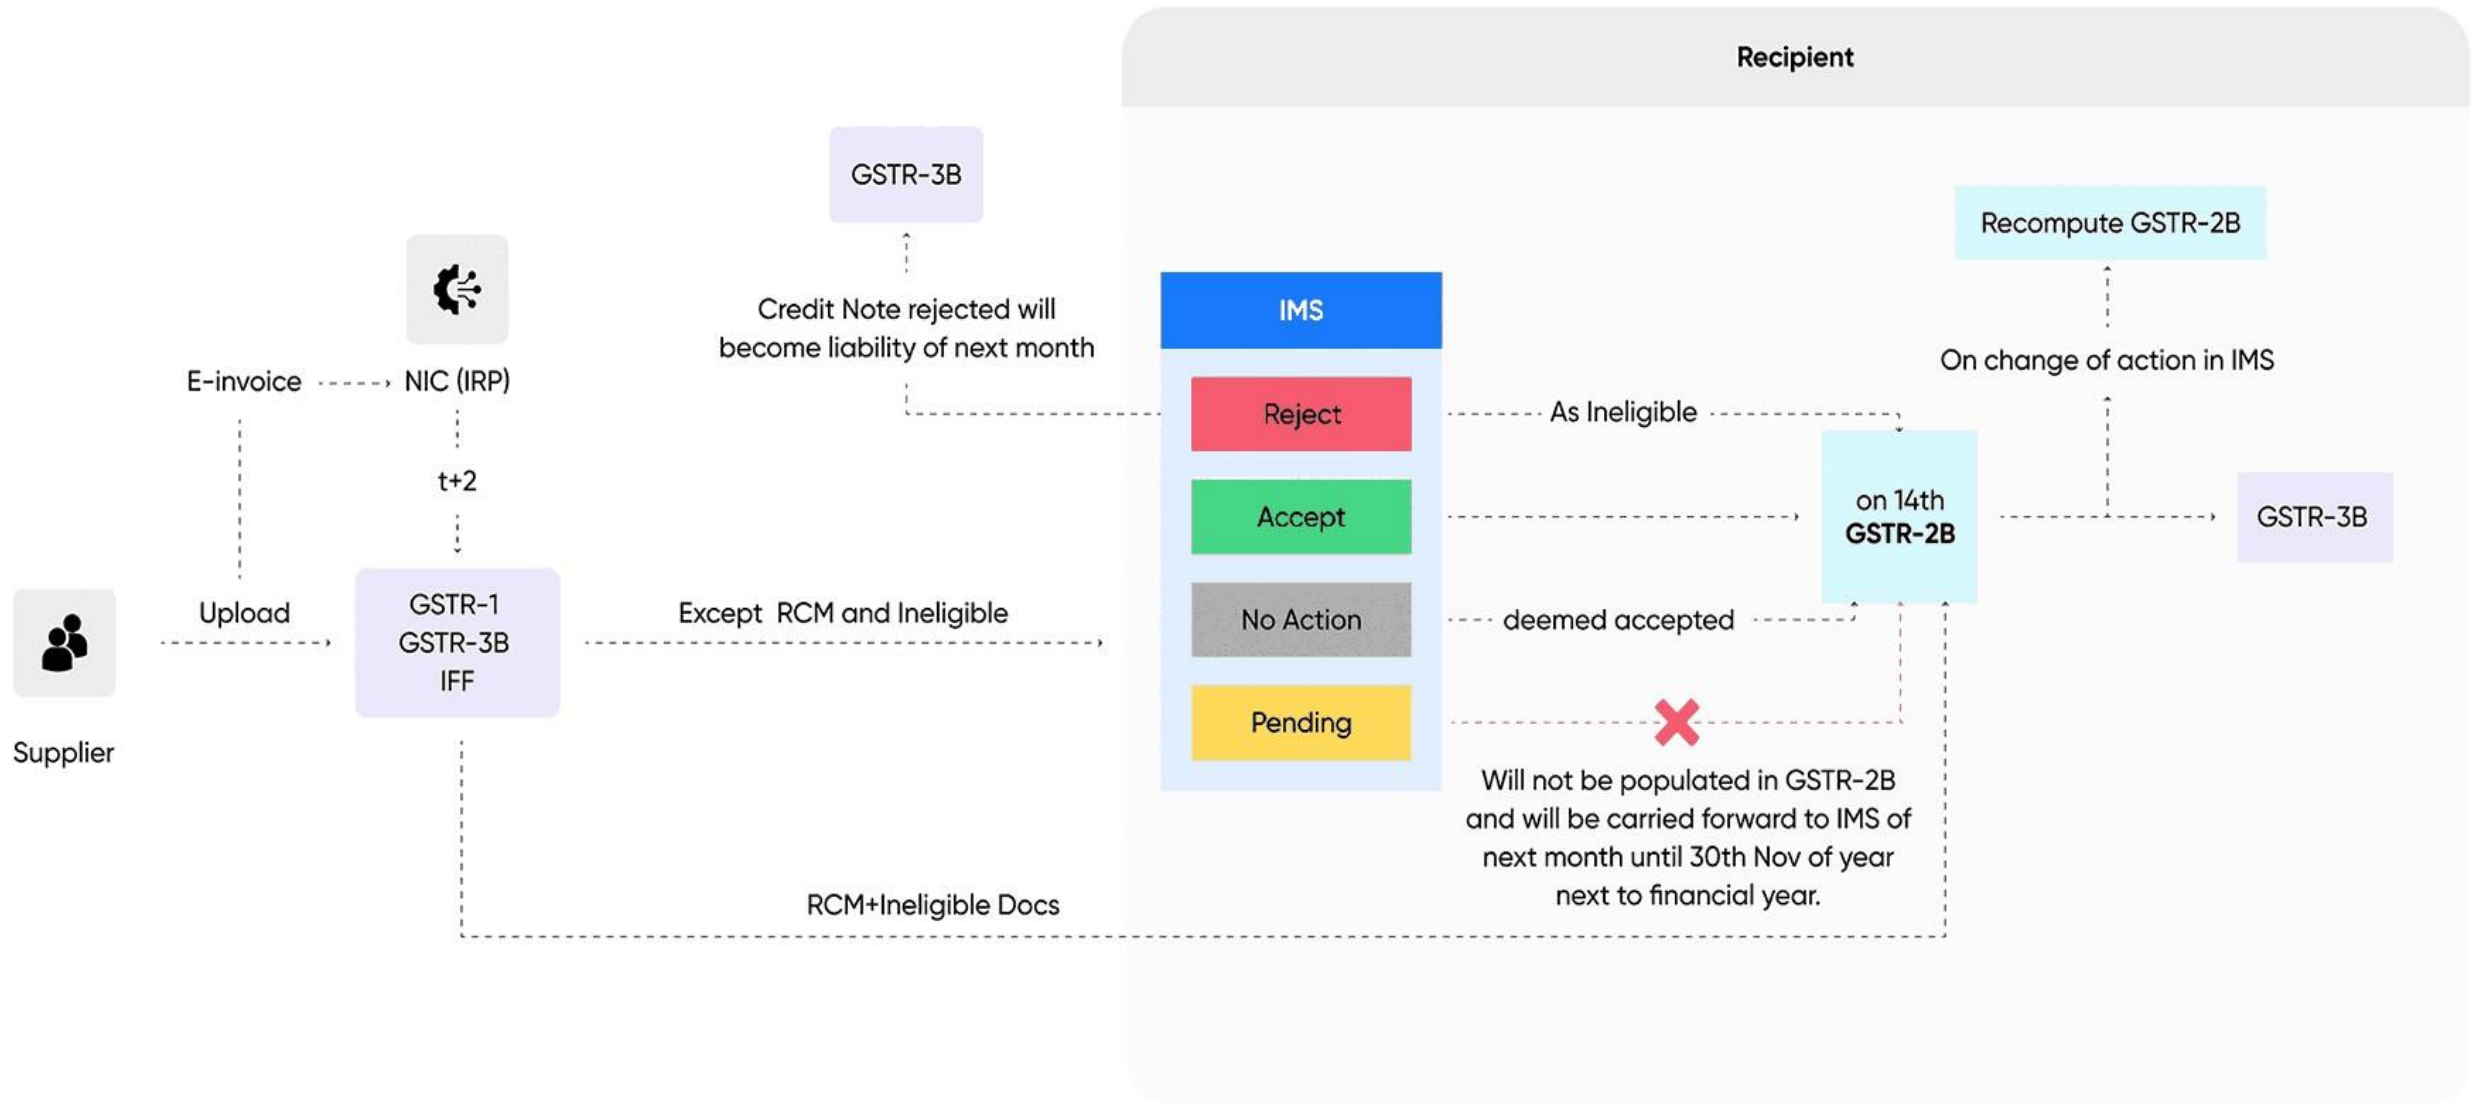 Recipient
GSTR-3B
Recompute GSTR-2B
Credit Note rejected will
become liability of next month
IMS
On change of action in IMS
E-invoice
NIC (IRP)
Reject
As Ineligible
t+2
Accept
on 14th
GSTR-2B
GSTR-3B
Upload
GSTR-1
GSTR-3B
IFF
Except RCM and Ineligible
No Action
deemed accepted
Supplier
Pending
Will not be populated in GSTR-2B
and will be carried forward to IMS of
next month until 30th Nov of year
next to financial year.
RCM+Ineligible Docs